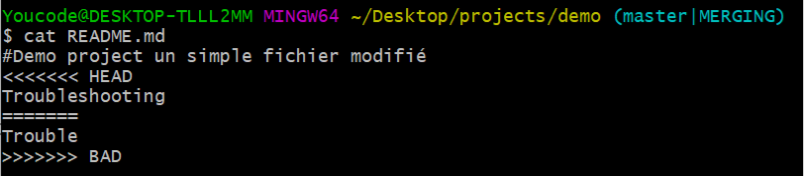 Youcode@DESKTOP-TLLL2MM MINGW64 ~/Desktop/projects/demo (master|MERGING)
$ cat README.md
#Demo project un simple fichier modifié
<<<<<<< HEAD
Troubleshooting
=======
Trouble
>>>>>>> BAD